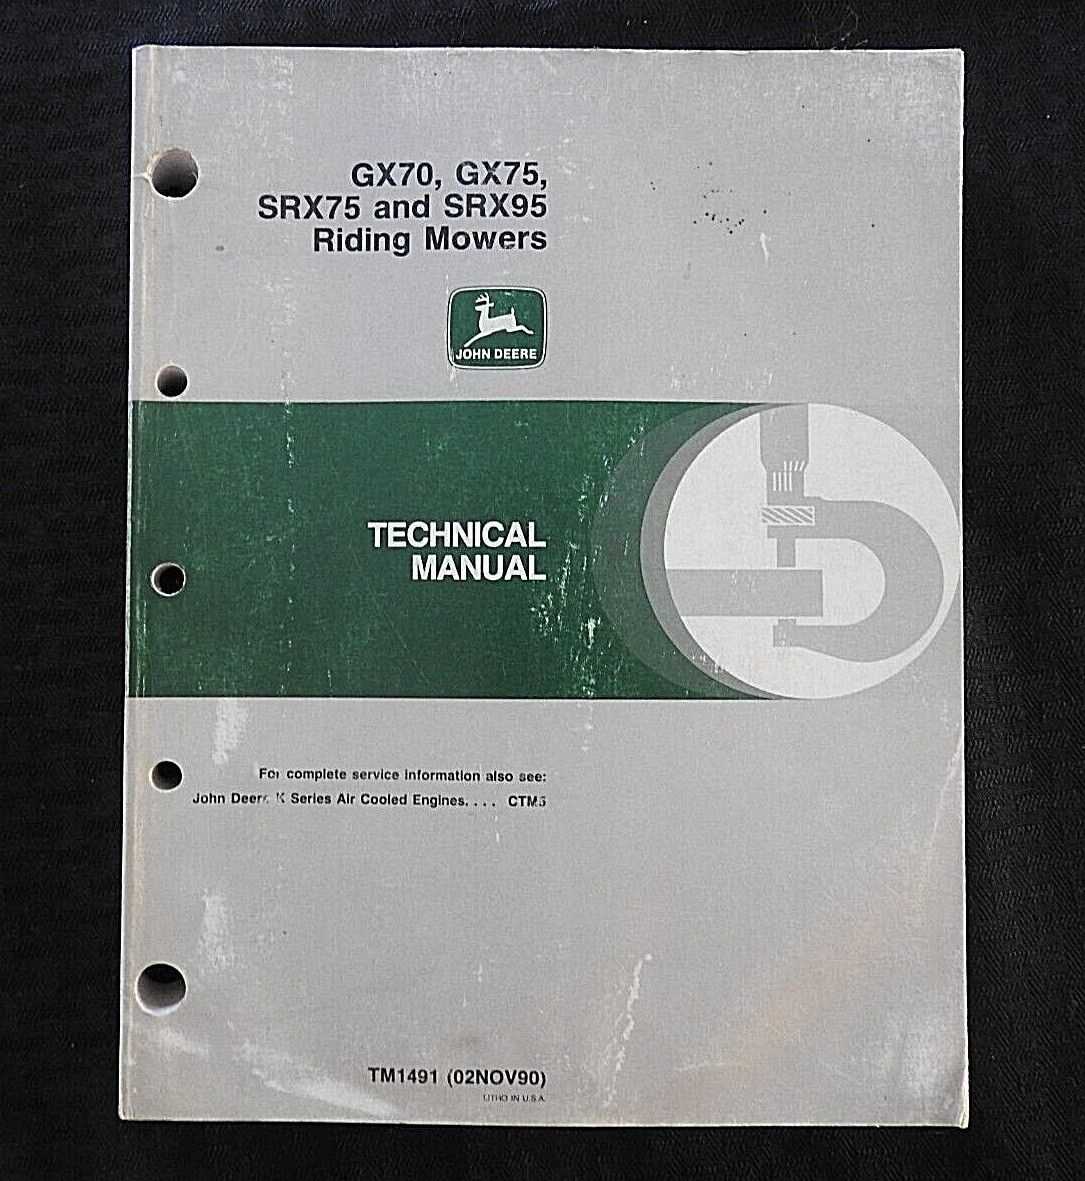 GX70, GX75,
SRX75 and SRX95
Riding Mowers
JOHN DEERE
TECHNICAL
MANUAL
For complete service information also see:
John Deere K Series Air Cooled Engines. . . . CTM5
TM1491 (02NOV90)
LITHO IN U.S.A.